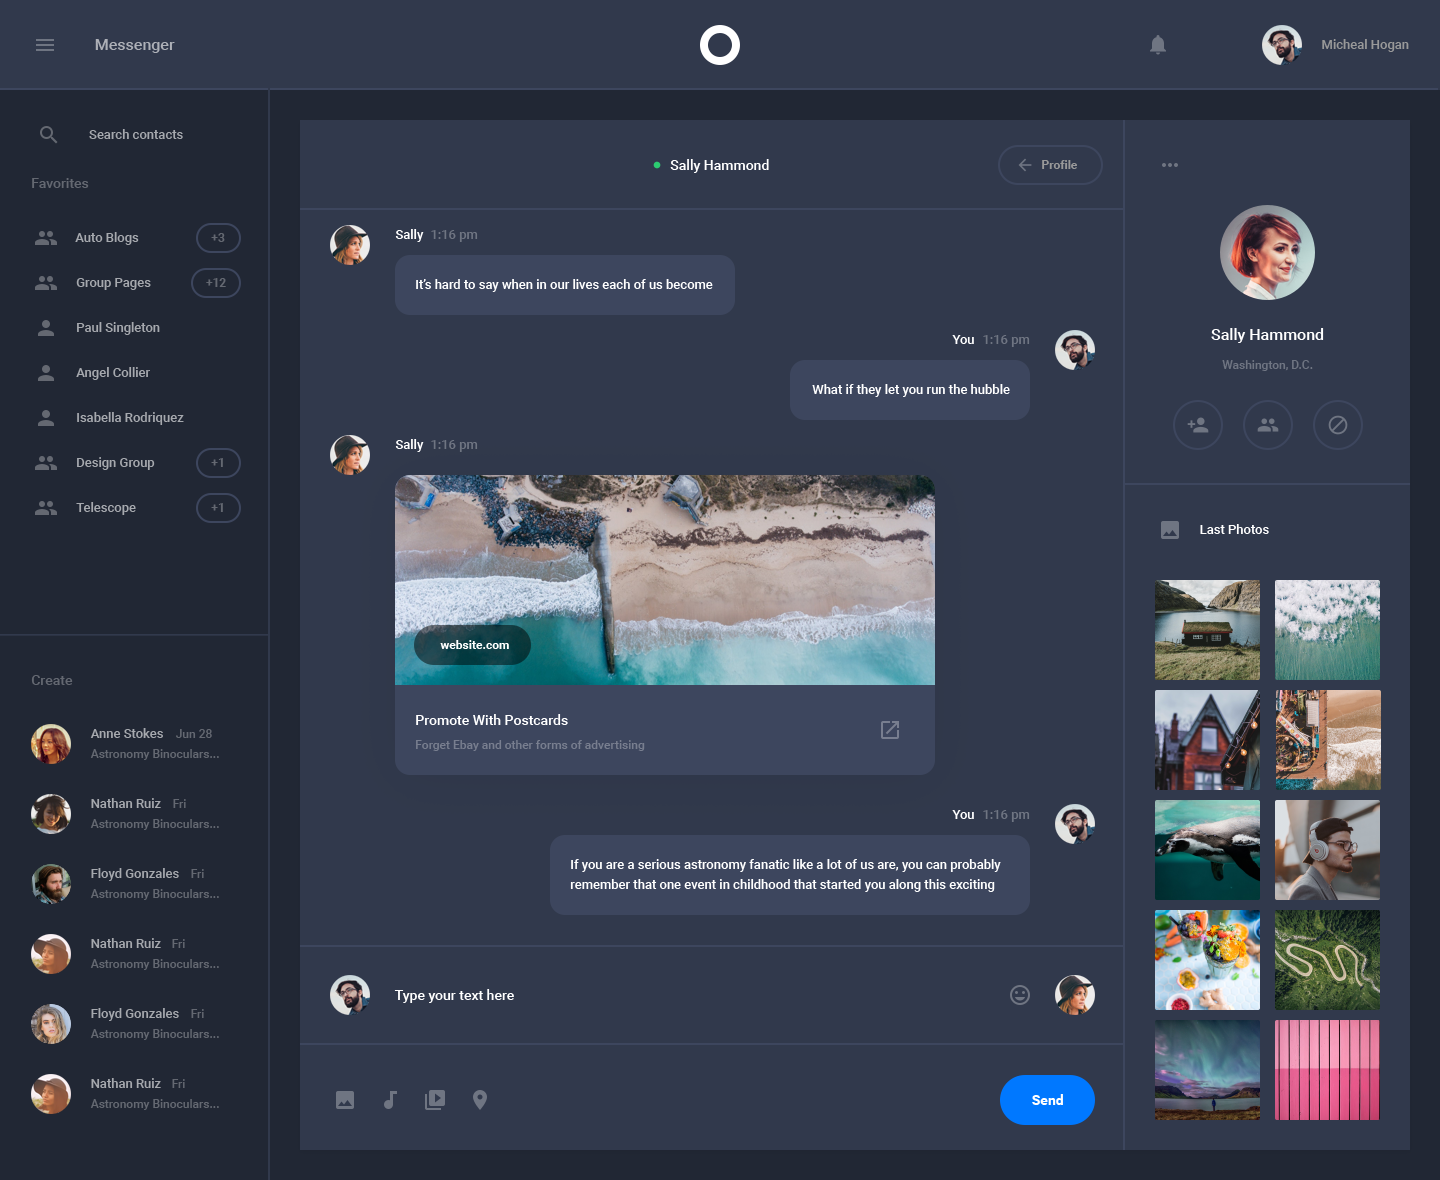 Messenger
Micheal Hogan
Search contacts
Favorites
Auto Blogs +3
Group Pages +12
Paul Singleton
Angel Collier
Isabella Rodriquez
Design Group +1
Telescope +1
Create
Anne Stokes Jun 28
Astronomy Binoculars...
Nathan Ruiz Fri
Astronomy Binoculars...
Floyd Gonzales Fri
Astronomy Binoculars...
Nathan Ruiz Fri
Astronomy Binoculars...
Floyd Gonzales Fri
Astronomy Binoculars...
Nathan Ruiz Fri
Astronomy Binoculars...
Sally Hammond
Profile
Sally 1:16 pm
It's hard to say when in our lives each of us become
You 1:16 pm
What if they let you run the hubble
Sally 1:16 pm
website.com
Promote With Postcards
Forget Ebay and other forms of advertising
You 1:16 pm
If you are a serious astronomy fanatic like a lot of us are, you can probably
remember that one event in childhood that started you along this exciting
Type your text here
Send
Sally Hammond
Washington, D.C.
Last Photos